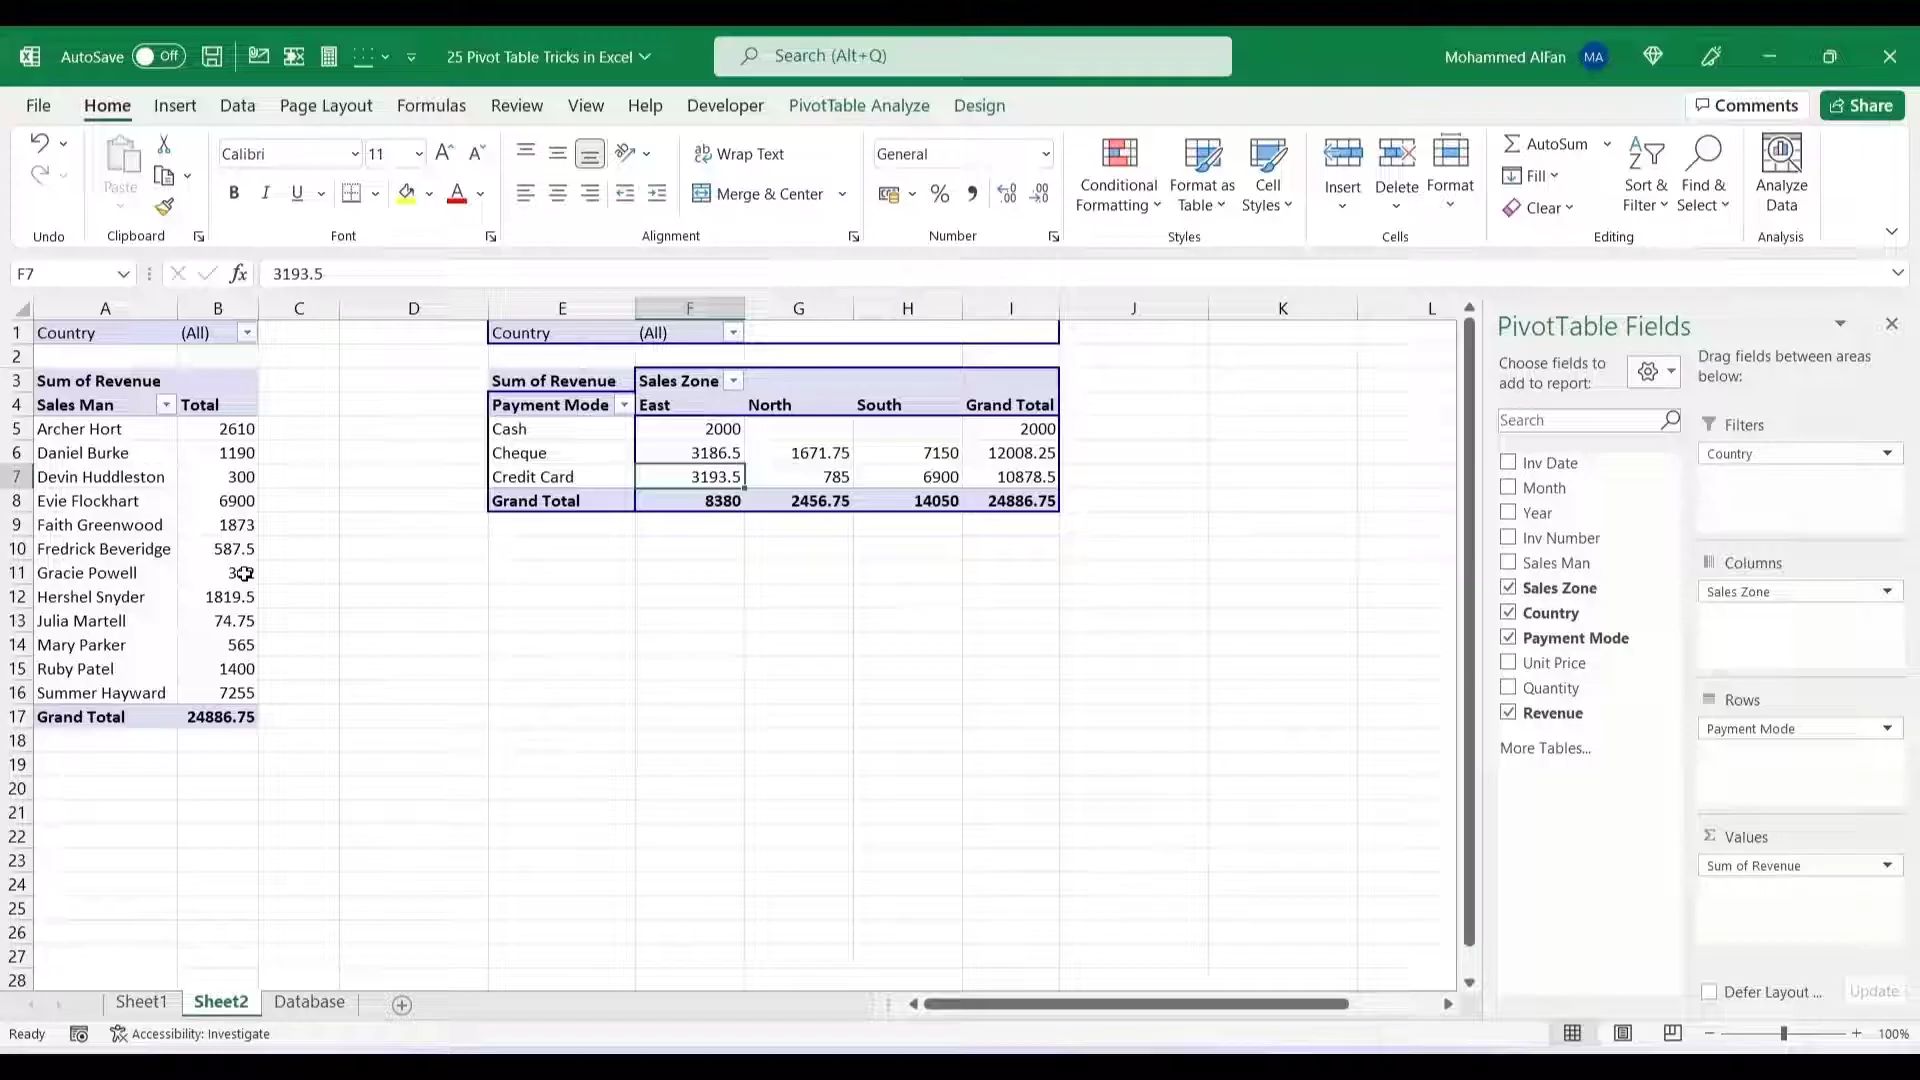 AutoSave Off 25 Pivot Table Tricks in Excel Search (Alt+Q) Mohammed AlFan MA
File Home Insert Data Page Layout Formulas Review View Help Developer PivotTable Analyze Design Comments Share
Paste
Undo
Clipboard
Calibri 11
B I U
Font
Wrap Text
Merge & Center
Alignment
General
Number
Conditional Formatting
Format as Table
Cell Styles
Styles
Insert
Delete
Format
Cells
AutoSum
Fill
Clear
Sort & Filter
Find & Select
Editing
Analyze Data
Analysis
F7 fx 3193.5
A B C D E F G H I J K L
1 Country (All) Country (All)
2
3 Sum of Revenue Sum of Revenue Sales Zone
4 Sales Man Total Payment Mode East North South Grand Total
5 Archer Hort 2610 Cash 2000 2000
6 Daniel Burke 1190 Cheque 3186.5 1671.75 7150 12008.25
7 Devin Huddleston 300 Credit Card 3193.5 785 6900 10878.5
8 Evie Flockhart 6900 Grand Total 8380 2456.75 14050 24886.75
9 Faith Greenwood 1873
10 Fredrick Beveridge 587.5
11 Gracie Powell
12 Hershel Snyder 1819.5
13 Julia Martell 74.75
14 Mary Parker 565
15 Ruby Patel 1400
16 Summer Hayward 7255
17 Grand Total 24886.75
18
19
20
21
22
23
24
25
26
27
28
PivotTable Fields
Choose fields to
add to report:
Search
Inv Date
Month
Year
Inv Number
Sales Man
Sales Zone
Country
Payment Mode
Unit Price
Quantity
Revenue
More Tables...
Drag fields between areas
below:
Filters
Country
Columns
Sales Zone
Rows
Payment Mode
Σ Values
Sum of Revenue
Defer Layout ... Update
Sheet1 Sheet2 Database
Ready Accessibility: Investigate 100%